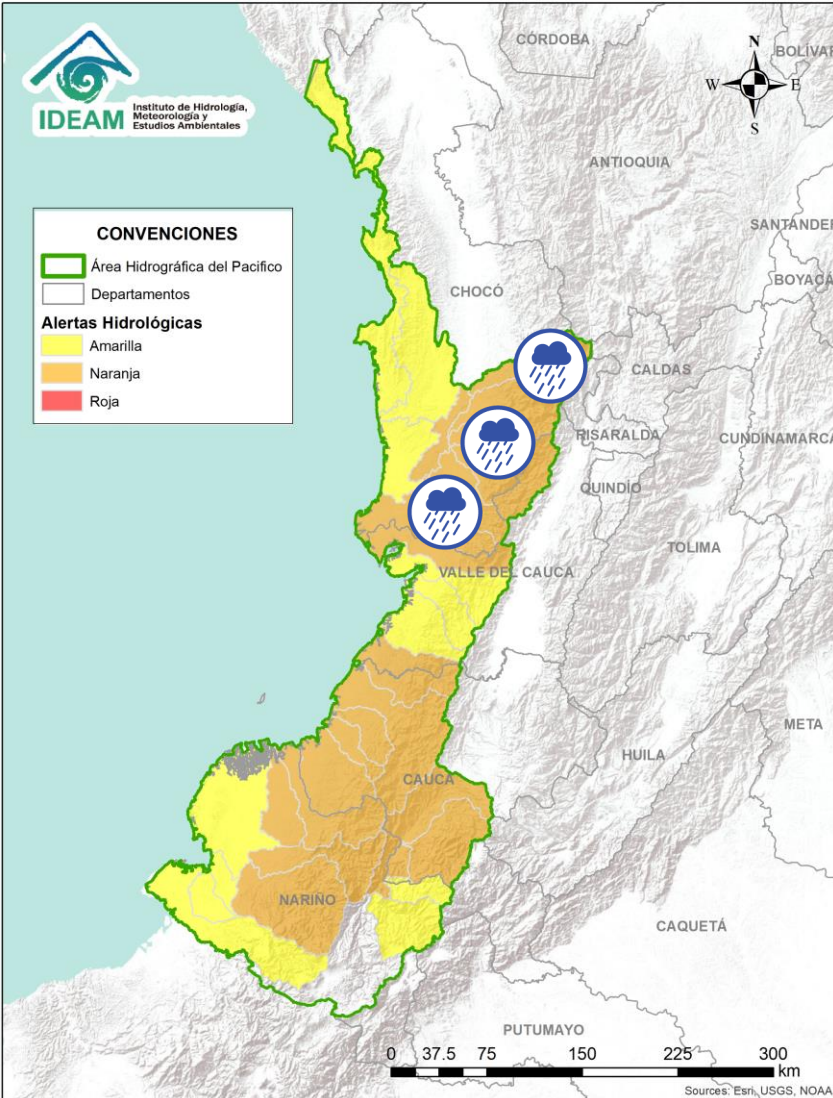 IDEAM
Instituto de Hidrología,
Meteorología y
Estudios Ambientales
CÓRDOBA
N
BOLÍVAR
W
E
S
ANTIOQUIA
SANTANDER
CONVENCIONES
Área Hidrográfica del Pacifico
Departamentos
Alertas Hidrológicas
Amarilla
Naranja
Roja
BOYACÁ
CHOCÓ
CALDAS
RISARALDA
CUNDINAMARCA
QUINDÍO
TOLIMA
VALLE DEL CAUCA
META
HUILA
CAUCA
NARIÑO
CAQUETÁ
PUTUMAYO
0 37.5 75 150 225 300
km
Sources: Esri, USGS, NOAA